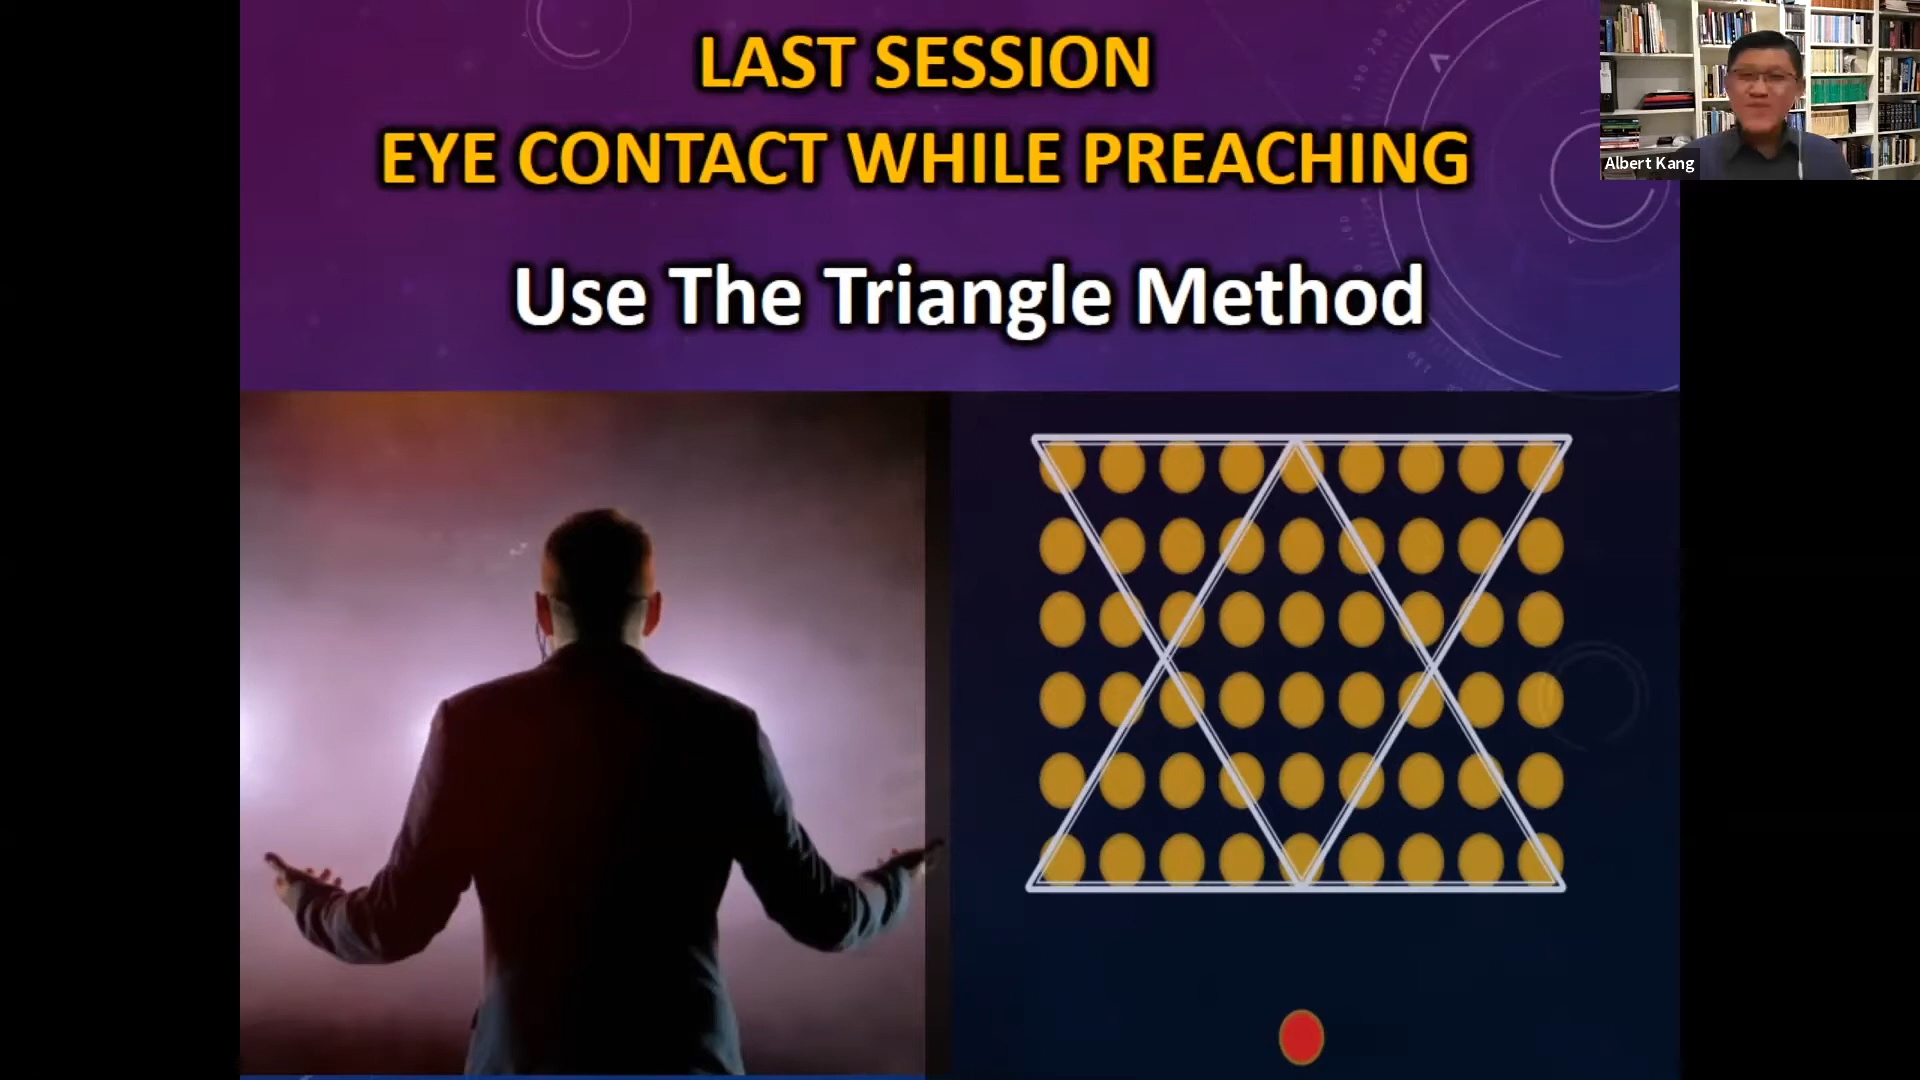 LAST SESSION
EYE CONTACT WHILE PREACHING
Use The Triangle Method
Albert Kang